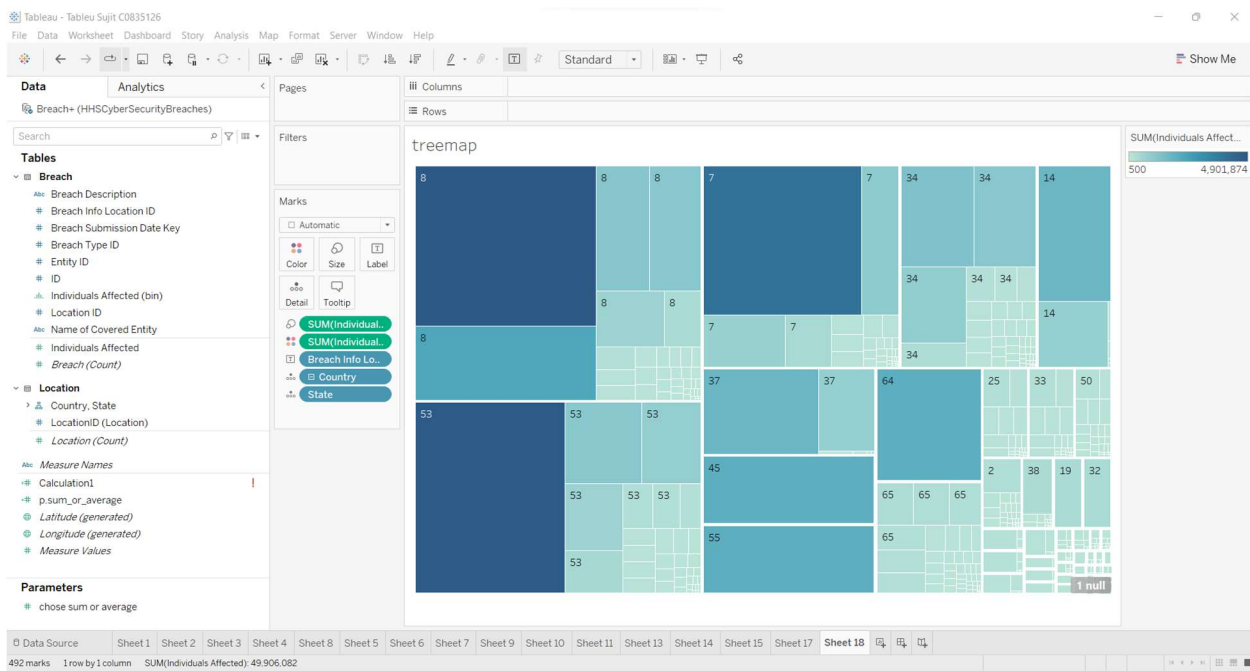 Tableau - Tableu Sujit C0835126
File Data Worksheet Dashboard Story Analysis Map Format Server Window Help
Standard
Show Me
Data Analytics
Breach+ (HHSCyberSecurityBreaches)
Search
Tables
Breach
Abc Breach Description
# Breach Info Location ID
# Breach Submission Date Key
# Breach Type ID
# Entity ID
# ID
Individuals Affected (bin)
# Location ID
Abc Name of Covered Entity
# Individuals Affected
# Breach (Count)
Location
Country, State
# LocationID (Location)
# Location (Count)
Abc Measure Names
=# Calculation1 !
=# p.sum_or_average
Latitude (generated)
Longitude (generated)
# Measure Values
Parameters
# chose sum or average
Pages
Filters
Marks
Automatic
Color Size Label
Detail Tooltip
SUM(Individual..
SUM(Individual..
Breach Info Lo..
Country
State
Columns
Rows
treemap
8 8 8 7 7 34 34 14
34 34 34
8 8
14
7 7
8
34
37 37 64 25 33 50
53 53 53
45 2 38 19 32
53 53 53 65 65 65
55 65
53
1 null
SUM(Individuals Affect...
500 4,901,874
Data Source Sheet 1 Sheet 2 Sheet 3 Sheet 4 Sheet 8 Sheet 5 Sheet 6 Sheet 7 Sheet 9 Sheet 10 Sheet 11 Sheet 13 Sheet 14 Sheet 15 Sheet 17 Sheet 18
492 marks 1 row by 1 column SUM(Individuals Affected): 49,906,082